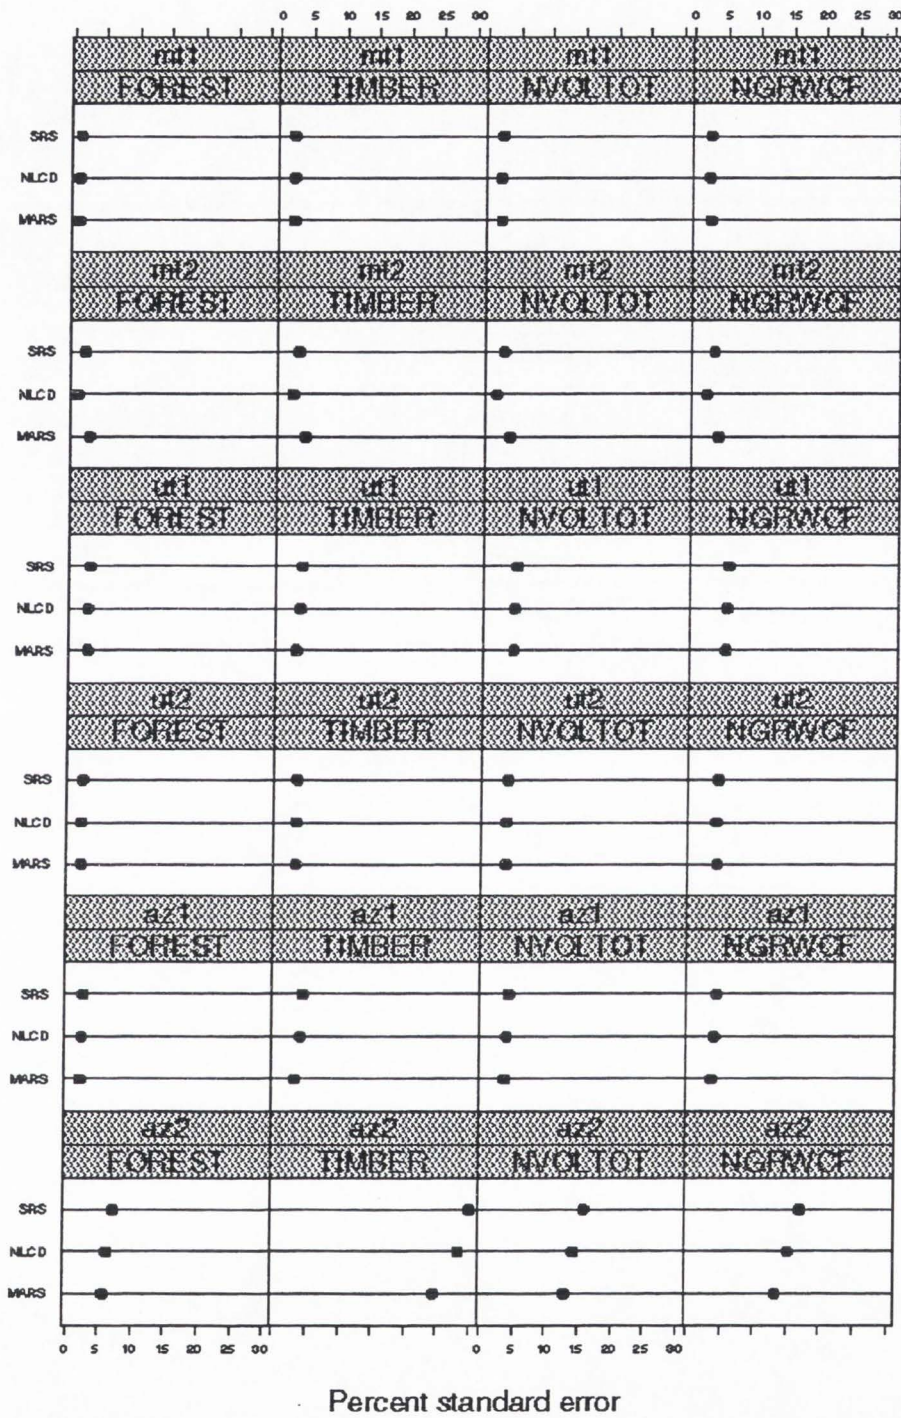 0 5 10 15 20 25 30 0 5 10 15 20 25 30
mt1 mt1 mt1 mt1
FOREST TIMBER NVOLTOT NGRWCF
SRS
NLCD
MARS
mt2 mt2 mt2 mt2
FOREST TIMBER NVOLTOT NGRWCF
SRS
NLCD
MARS
ut1 ut1 ut1 ut1
FOREST TIMBER NVOLTOT NGRWCF
SRS
NLCD
MARS
ut2 ut2 ut2 ut2
FOREST TIMBER NVOLTOT NGRWCF
SRS
NLCD
MARS
az1 az1 az1 az1
FOREST TIMBER NVOLTOT NGRWCF
SRS
NLCD
MARS
az2 az2 az2 az2
FOREST TIMBER NVOLTOT NGRWCF
SRS
NLCD
MARS
0 5 10 15 20 25 30 0 5 10 15 20 25 30
Percent standard error